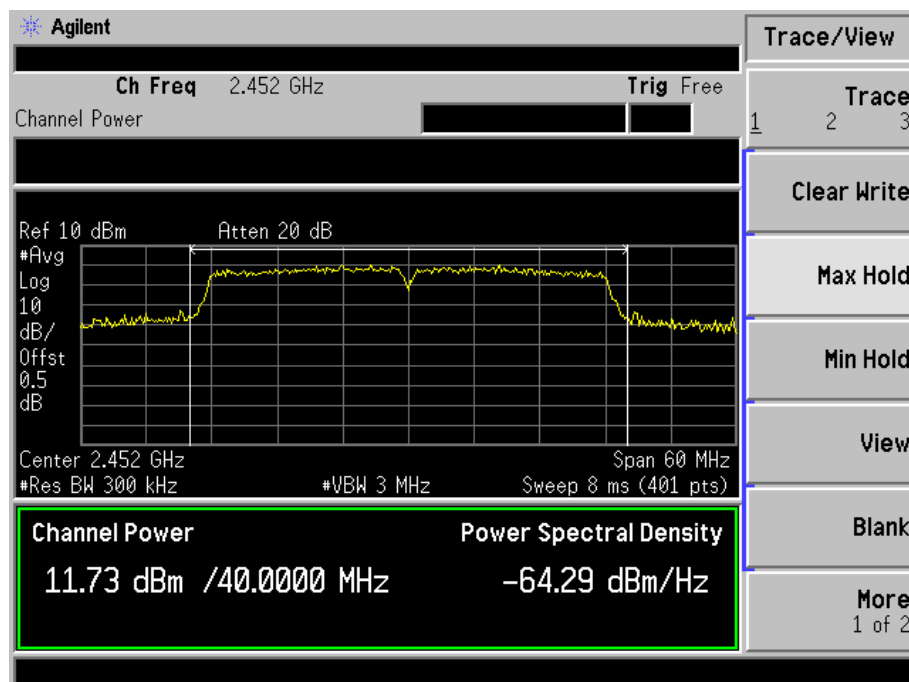 Agilent
Trace/View
Ch Freq 2.452 GHz Trig Free
Channel Power
Trace
1 2 3
Clear Write
Max Hold
Min Hold
View
Blank
More
1 of 2
Ref 10 dBm Atten 20 dB
#Avg
Log
10
dB/
Offst
0.5
dB
Center 2.452 GHz Span 60 MHz
#Res BW 300 kHz #VBW 3 MHz Sweep 8 ms (401 pts)
Channel Power Power Spectral Density
11.73 dBm /40.0000 MHz -64.29 dBm/Hz